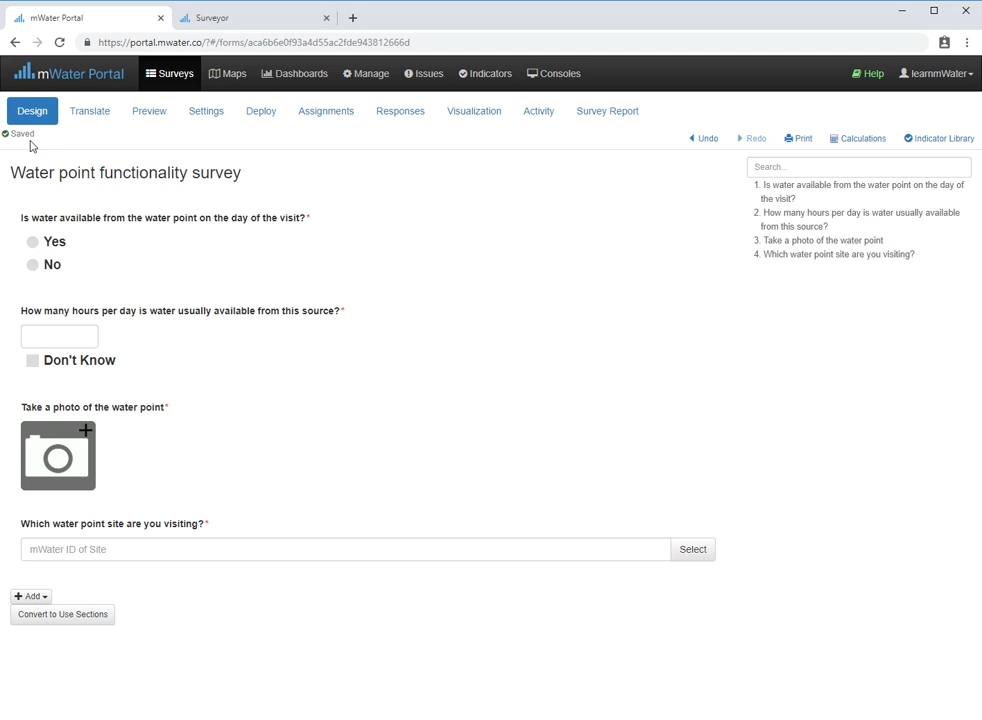 mWater Portal
Surveyor
https://portal.mwater.co/?#/forms/aca6b6e0f93a4d55ac2fde943812666d
mWater Portal
Surveys
Maps
Dashboards
Manage
Issues
Indicators
Consoles
Help
learnmWater
Design
Translate
Preview
Settings
Deploy
Assignments
Responses
Visualization
Activity
Survey Report
Saved
Undo
Redo
Print
Calculations
Indicator Library
Water point functionality survey
Is water available from the water point on the day of the visit?*
Yes
No
How many hours per day is water usually available from this source?*
Don't Know
Take a photo of the water point*
Which water point site are you visiting?*
mWater ID of Site
Select
Add
Convert to Use Sections
Search...
1. Is water available from the water point on the day of
the visit?
2. How many hours per day is water usually available
from this source?
3. Take a photo of the water point
4. Which water point site are you visiting?